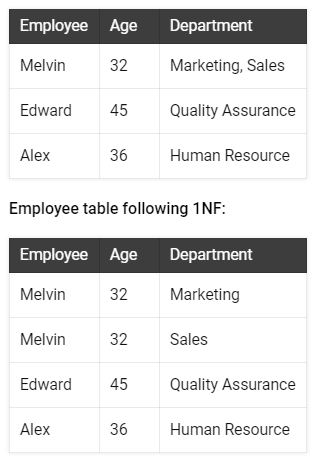 Employee Age Department
Melvin 32 Marketing, Sales
Edward 45 Quality Assurance
Alex 36 Human Resource
Employee table following 1NF:
Employee Age Department
Melvin 32 Marketing
Melvin 32 Sales
Edward 45 Quality Assurance
Alex 36 Human Resource